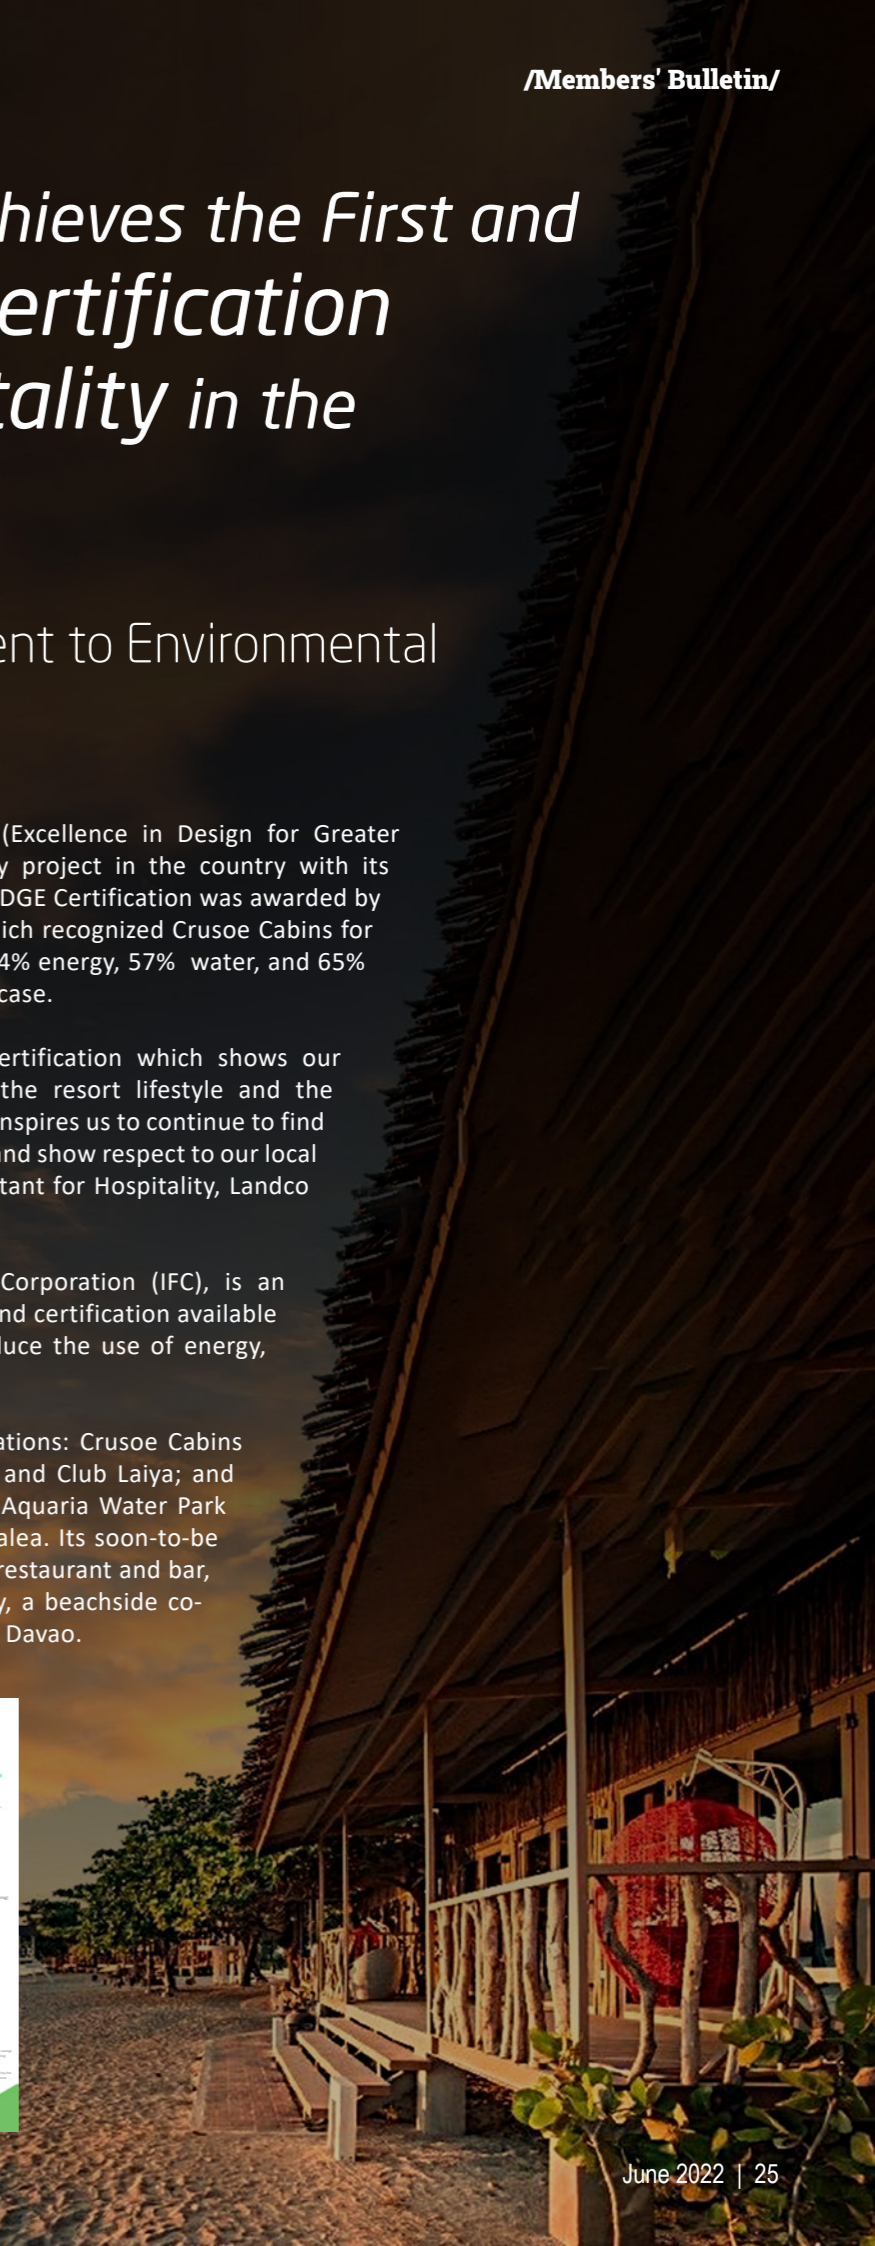 /Members' Bulletin/
hieves the First and
ertification
tality in the
ent to Environmental
(Excellence in Design for Greater
y project in the country with its
DGE Certification was awarded by
ich recognized Crusoe Cabins for
4% energy, 57% water, and 65%
case.
ertification which shows our
the resort lifestyle and the
nspires us to continue to find
and show respect to our local
tant for Hospitality, Landco
Corporation (IFC), is an
nd certification available
duce the use of energy,
ations: Crusoe Cabins
and Club Laiya; and
Aquaria Water Park
alea. Its soon-to-be
restaurant and bar,
y, a beachside co-
Davao.
June 2022 | 25